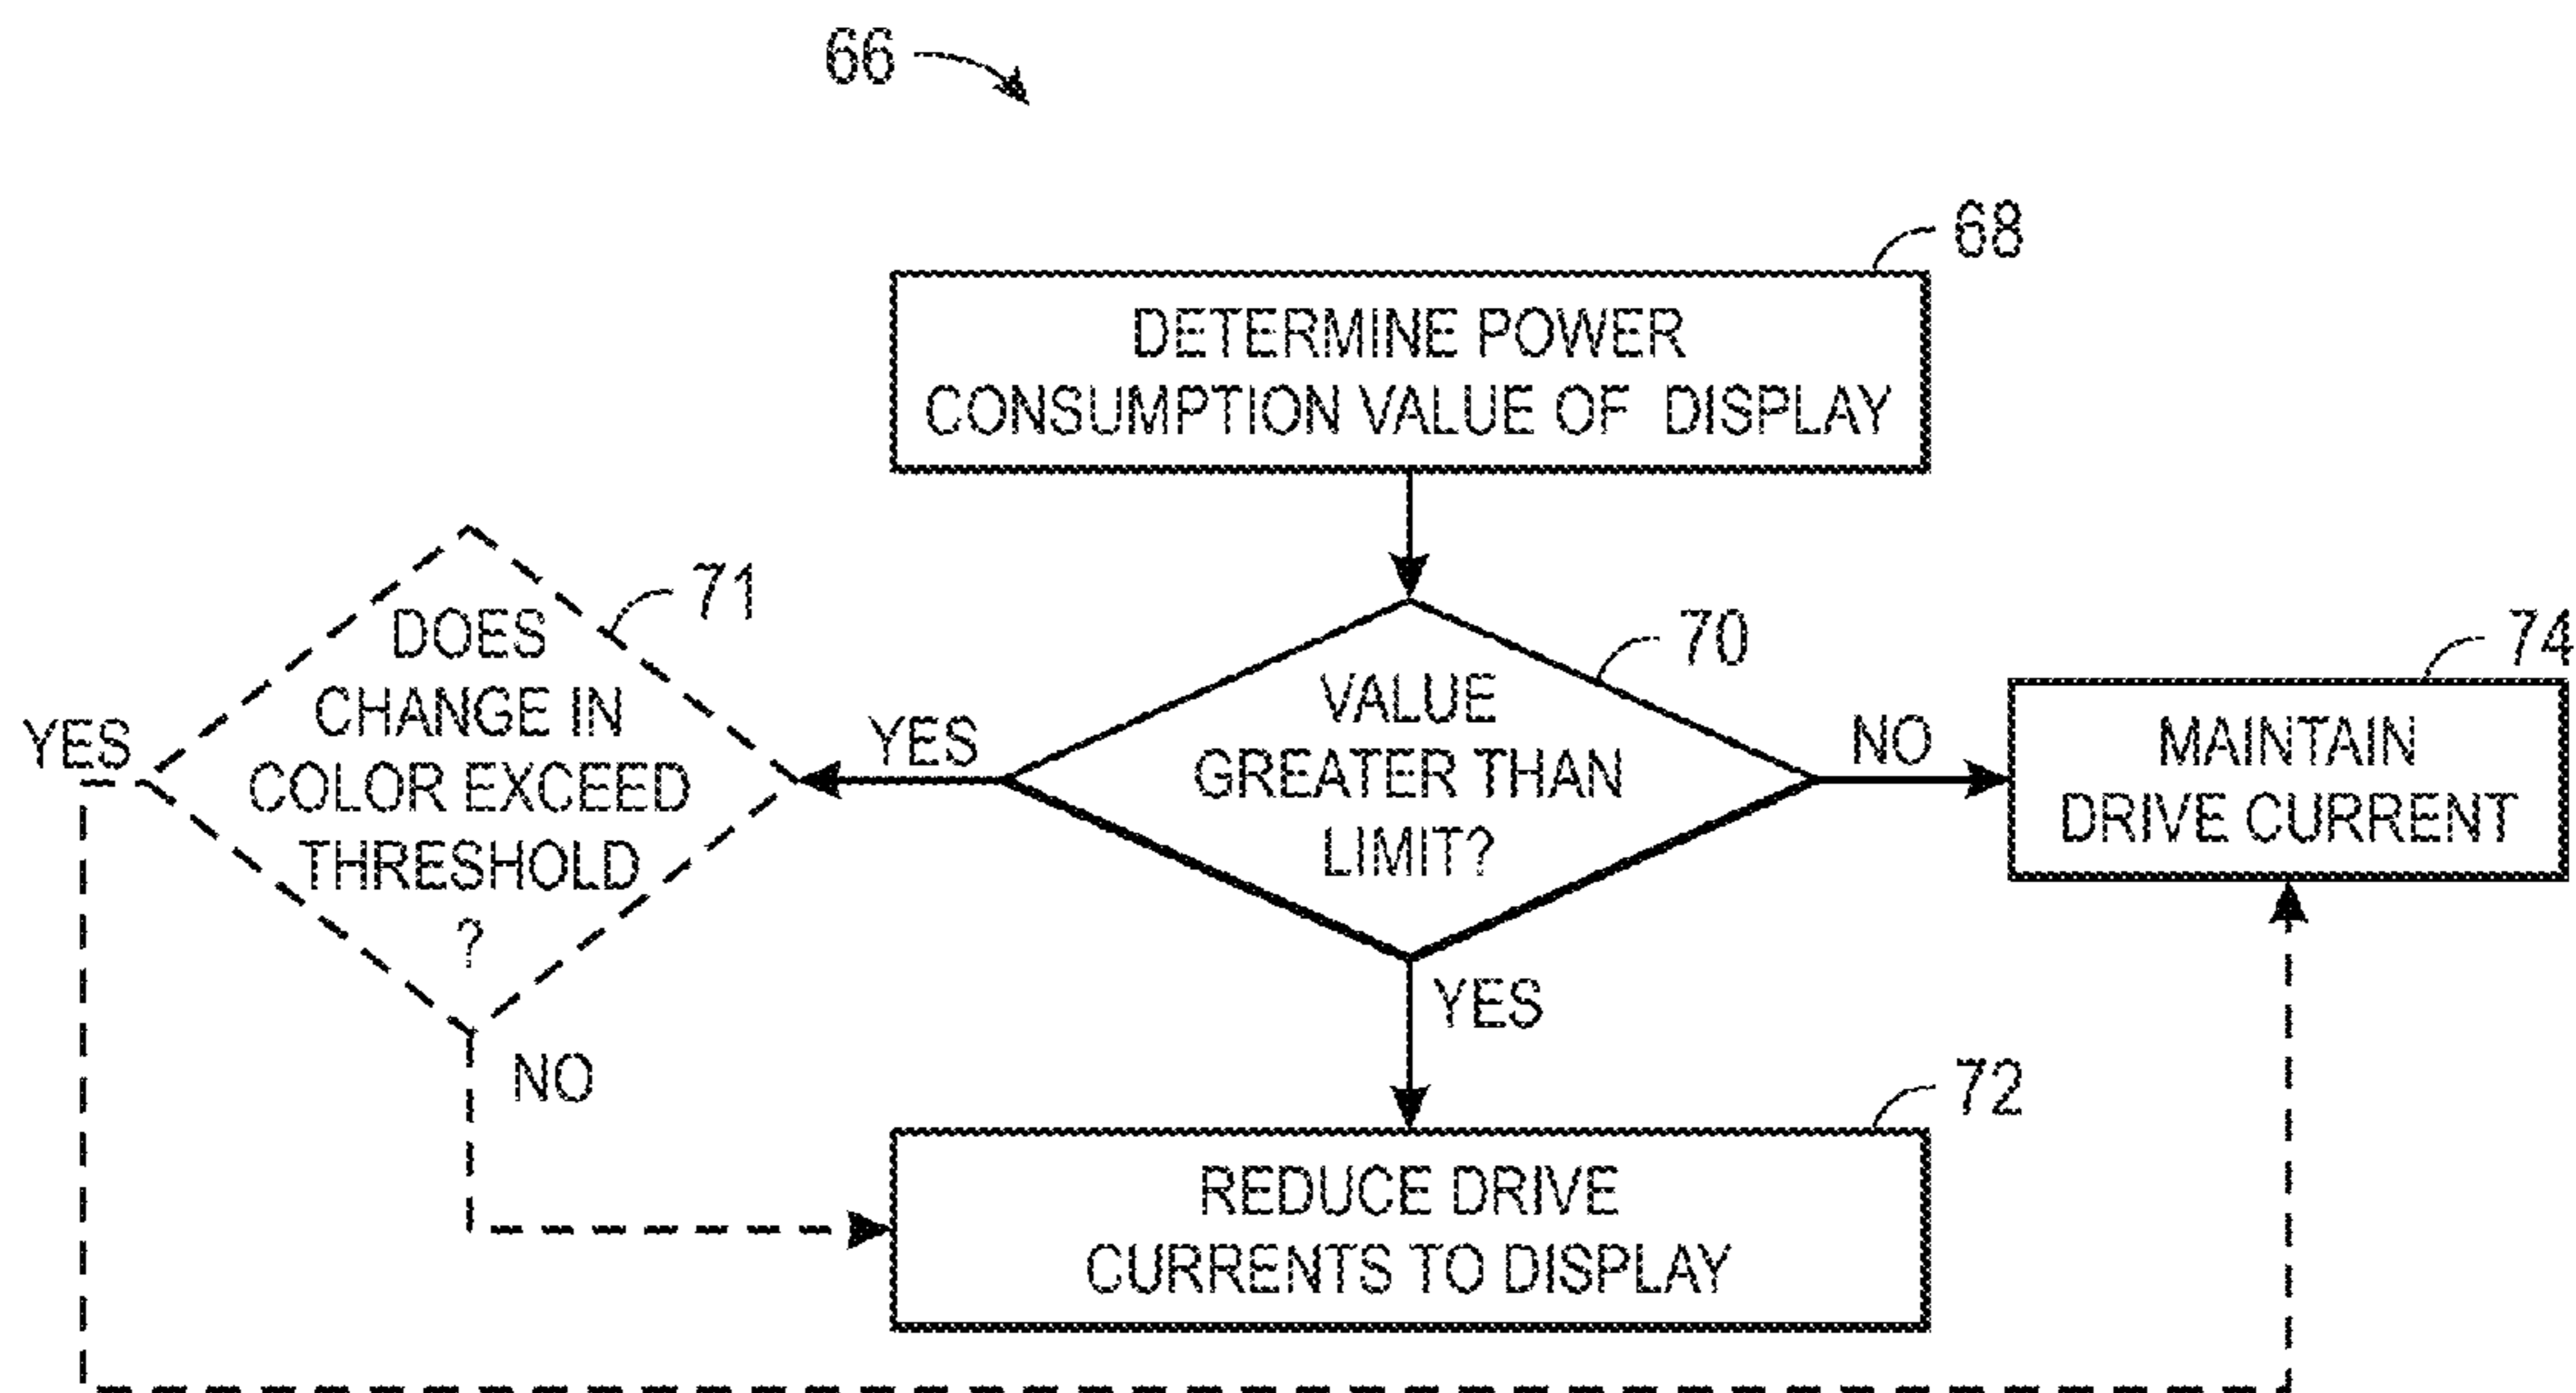 66
68
DETERMINE POWER
CONSUMPTION VALUE OF DISPLAY
71
DOES
CHANGE IN
COLOR EXCEED
THRESHOLD
?
YES
NO
YES
70
VALUE
GREATER THAN
LIMIT?
NO
YES
74
MAINTAIN
DRIVE CURRENT
72
REDUCE DRIVE
CURRENTS TO DISPLAY